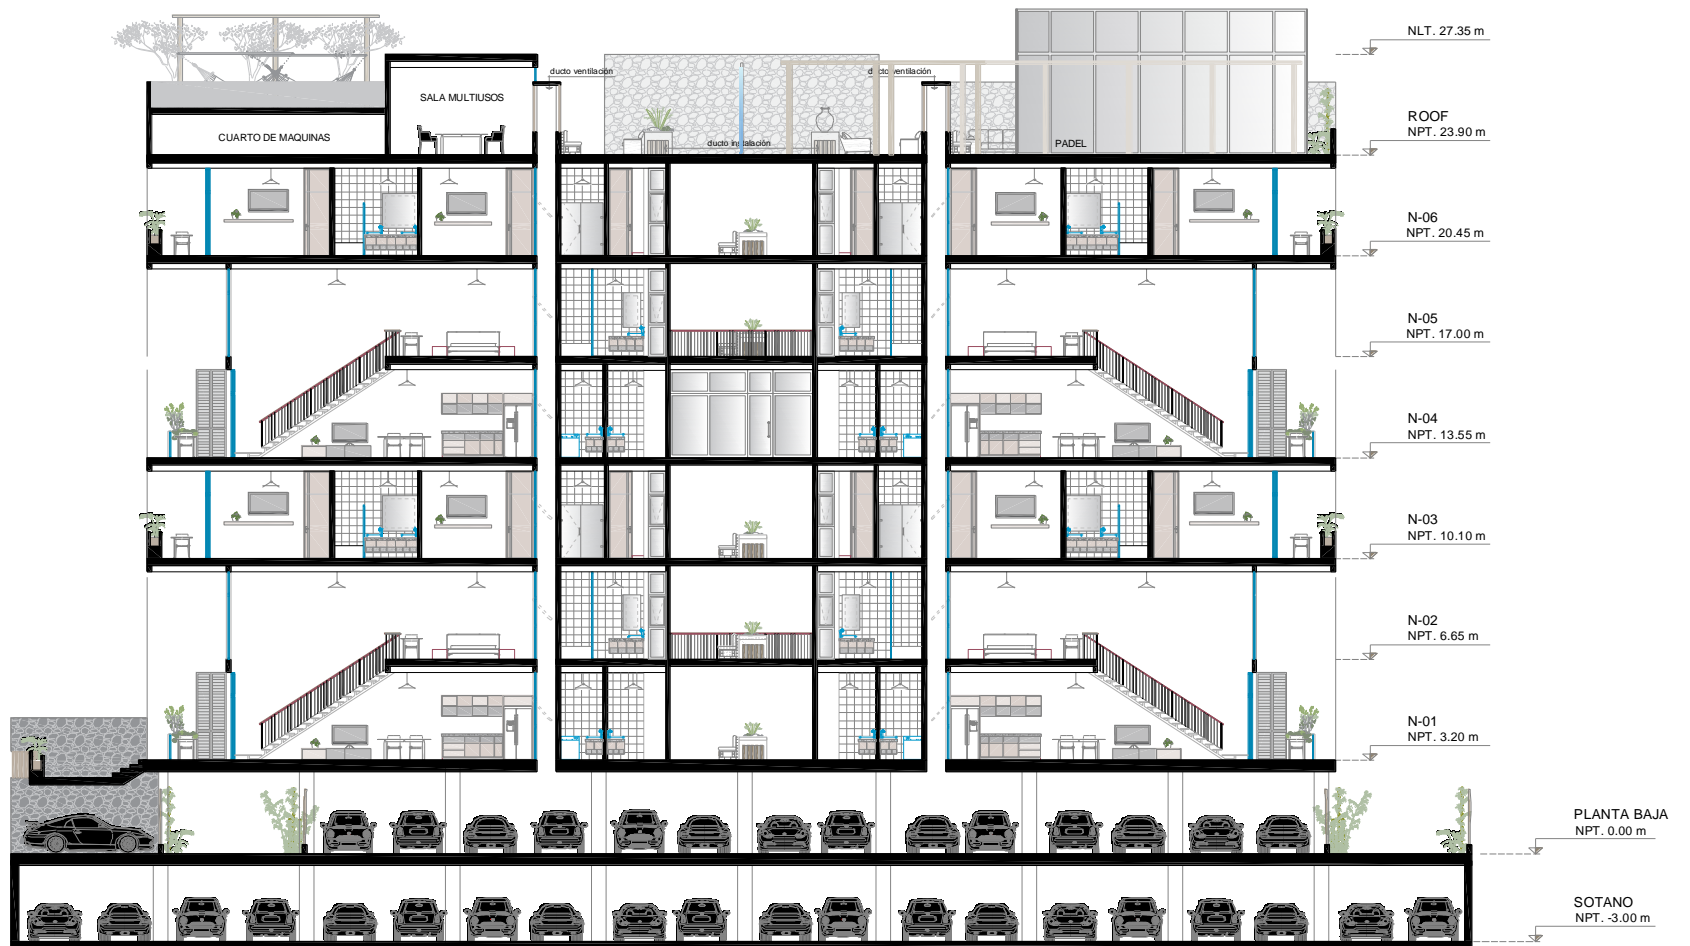 NLT. 27.35 m
ducto ventilación
ducto ventilación
SALA MULTIUSOS
ROOF
NPT. 23.90 m
CUARTO DE MAQUINAS
ducto instalación
PADEL
N-06
NPT. 20.45 m
N-05
NPT. 17.00 m
N-04
NPT. 13.55 m
N-03
NPT. 10.10 m
N-02
NPT. 6.65 m
N-01
NPT. 3.20 m
PLANTA BAJA
NPT. 0.00 m
SOTANO
NPT. -3.00 m